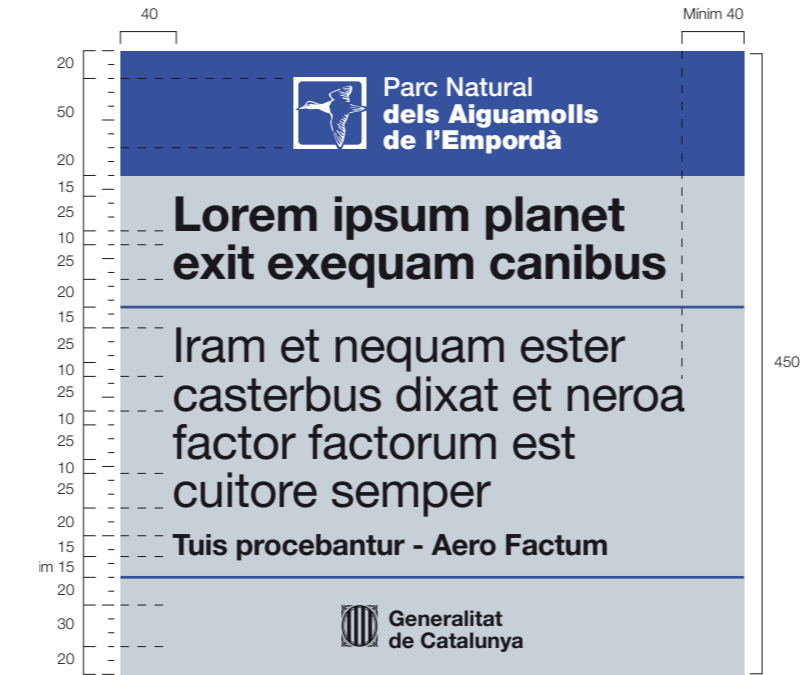 40
Mínim 40
20
50
20
15
25
10
25
20
15
25
10
25
10
25
10
25
20
15
im 15
20
30
20
450
Parc Natural
dels Aiguamolls
de l'Empordà
Lorem ipsum planet
exit exequam canibus
Iram et nequam ester
casterbus dixat et neroa
factor factorum est
cuitore semper
Tuis procebantur - Aero Factum
Generalitat
de Catalunya